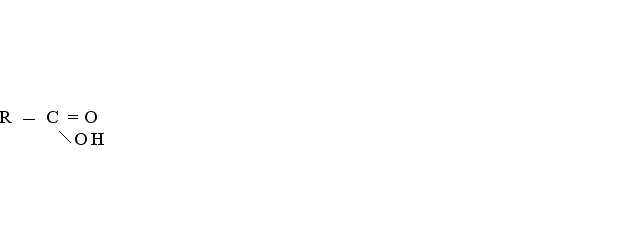 R — C = O
OH